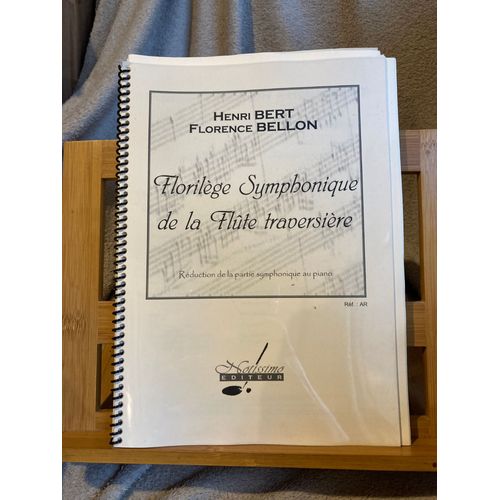 Henri BERT
Florence BELLON
Florilège Symphonique
de la Flûte traversière
Réduction de la partie symphonique au piano
Réf. : AR
Notissimo
EDITEUR